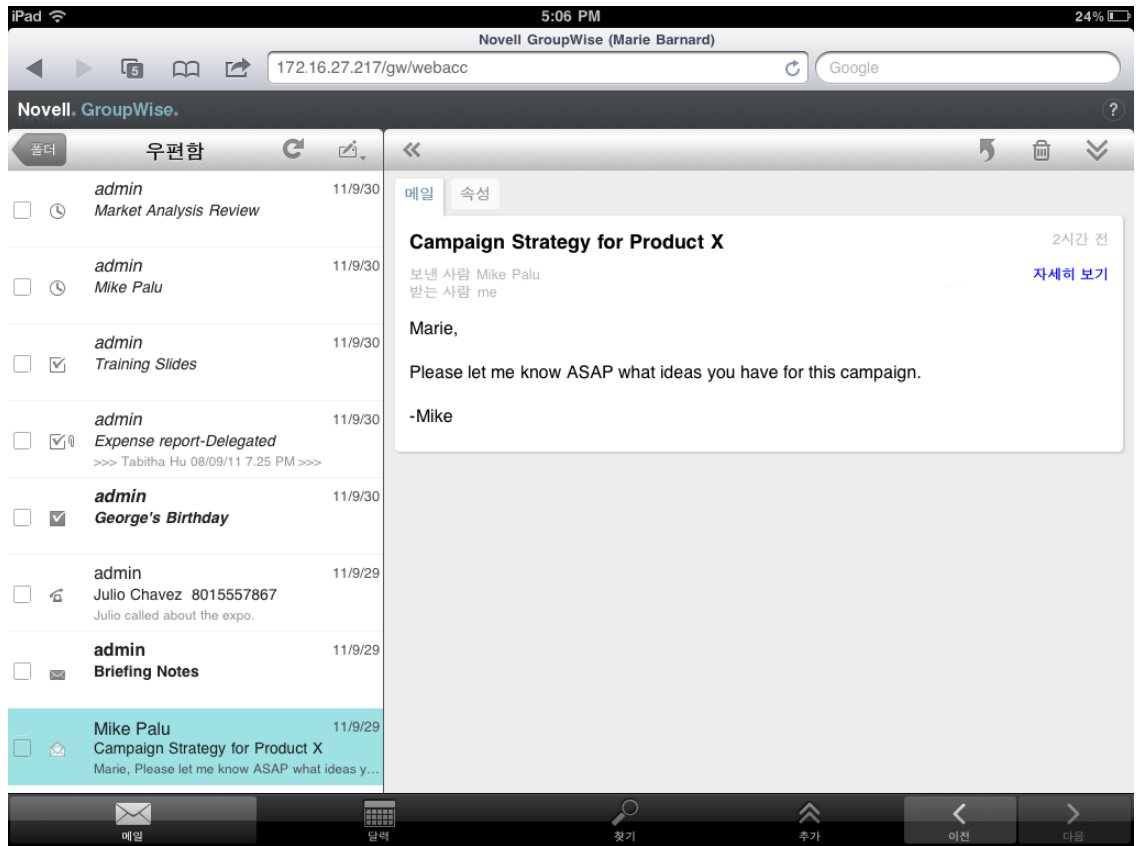 iPad 5:06 PM 24%
Novell GroupWise (Marie Barnard)
5 172.16.27.217/gw/webacc Google
Novell. GroupWise. ?
폴더 우편함
admin 11/9/30
Market Analysis Review
admin 11/9/30
Mike Palu
admin 11/9/30
Training Slides
admin 11/9/30
Expense report-Delegated
>>> Tabitha Hu 08/09/11 7.25 PM >>>
admin 11/9/30
George's Birthday
admin 11/9/29
Julio Chavez 8015557867
Julio called about the expo.
admin 11/9/29
Briefing Notes
Mike Palu 11/9/29
Campaign Strategy for Product X
Marie, Please let me know ASAP what ideas y...
메일 속성
Campaign Strategy for Product X 2시간 전
보낸 사람 Mike Palu 자세히 보기
받는 사람 me
Marie,
Please let me know ASAP what ideas you have for this campaign.
-Mike
메일 달력 찾기 추가 이전 다음